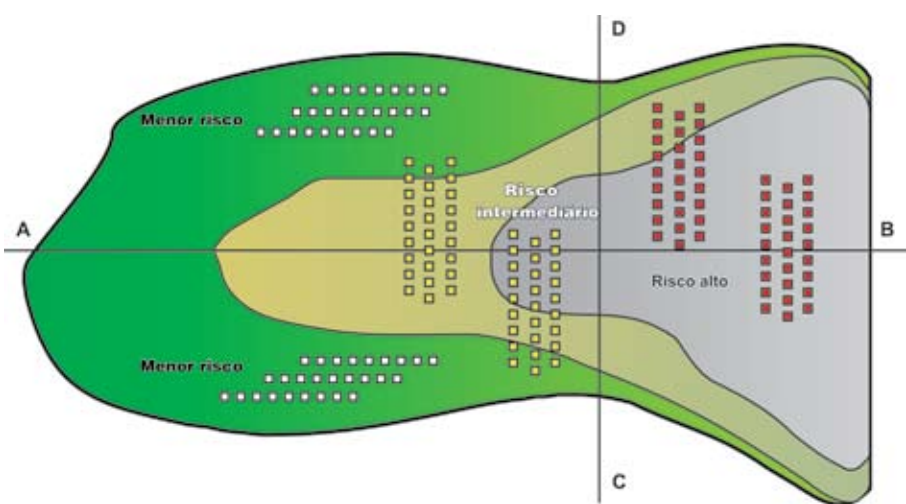 D
Menor risco
A
Risco
intermediário
B
Risco alto
Menor risco
C